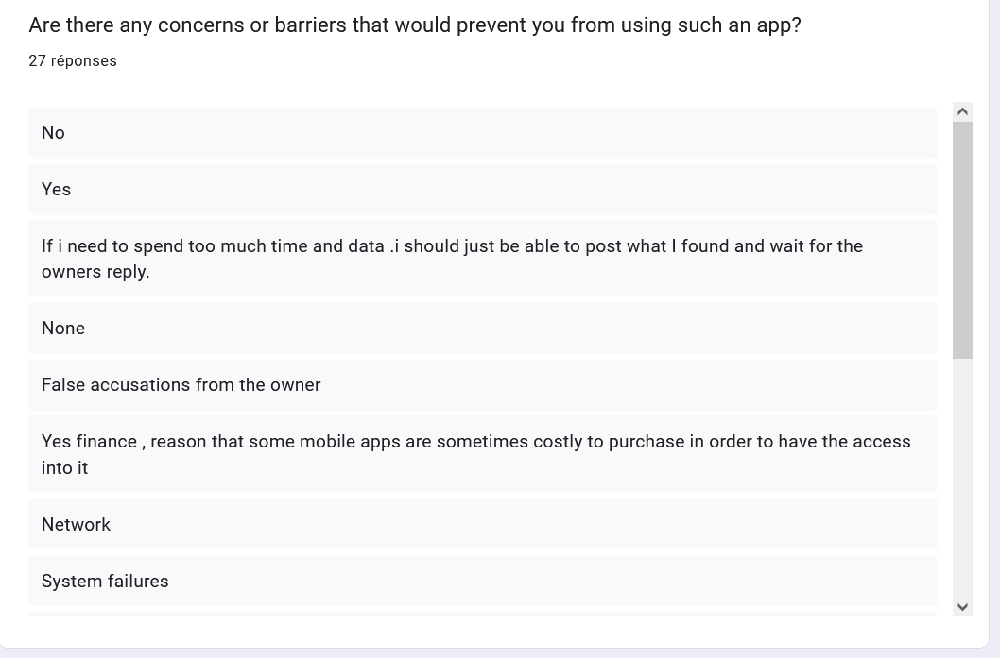 Are there any concerns or barriers that would prevent you from using such an app?
27 réponses
No
Yes
If i need to spend too much time and data .i should just be able to post what I found and wait for the
owners reply.
None
False accusations from the owner
Yes finance , reason that some mobile apps are sometimes costly to purchase in order to have the access
into it
Network
System failures